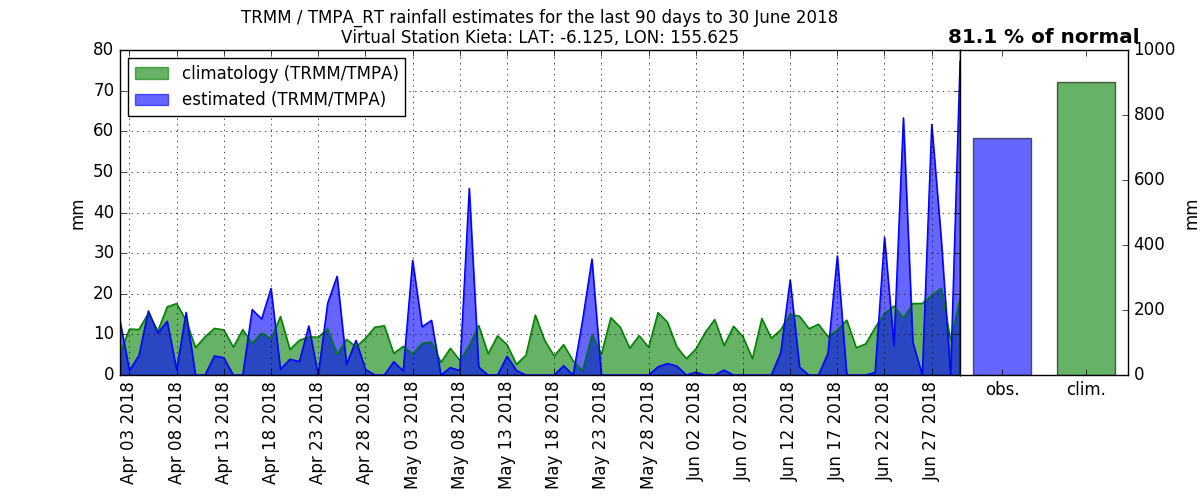 TRMM / TMPA_RT rainfall estimates for the last 90 days to 30 June 2018
Virtual Station Kieta: LAT: -6.125, LON: 155.625
81.1 % of normal
climatology (TRMM/TMPA)
estimated (TRMM/TMPA)
mm
80
70
60
50
40
30
20
10
0
Apr 03 2018
Apr 08 2018
Apr 13 2018
Apr 18 2018
Apr 23 2018
Apr 28 2018
May 03 2018
May 08 2018
May 13 2018
May 18 2018
May 23 2018
May 28 2018
Jun 02 2018
Jun 07 2018
Jun 12 2018
Jun 17 2018
Jun 22 2018
Jun 27 2018
obs.
clim.
1000
800
600
400
200
0
mm